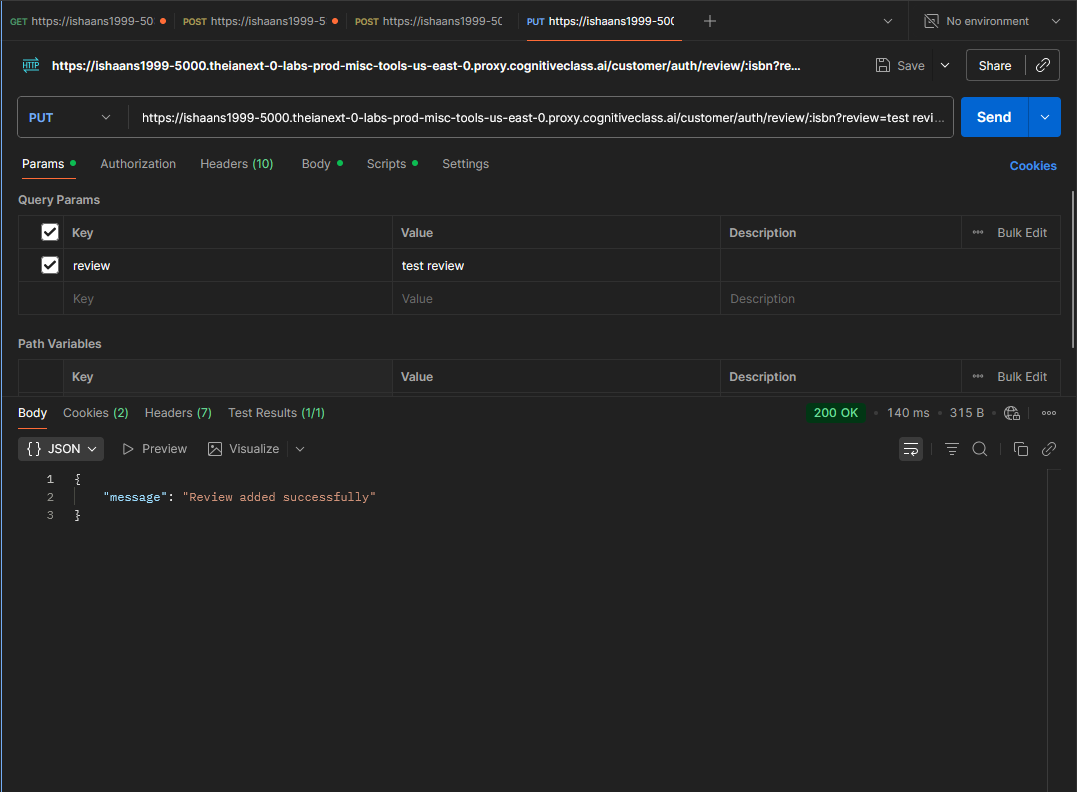 GET https://ishaans1999-50
POST https://ishaans1999-5
POST https://ishaans1999-500
PUT https://ishaans1999-500
No environment
HTTP https://ishaans1999-5000.theianext-0-labs-prod-misc-tools-us-east-0.proxy.cognitiveclass.ai/customer/auth/review/:isbn?re...
Save
Share
PUT
https://ishaans1999-5000.theianext-0-labs-prod-misc-tools-us-east-0.proxy.cognitiveclass.ai/customer/auth/review/:isbn?review=test revi...
Send
Params Authorization Headers (10) Body Scripts Settings
Cookies
Query Params
Key Value Description Bulk Edit
review test review
Key Value Description
Path Variables
Key Value Description Bulk Edit
Body Cookies (2) Headers (7) Test Results (1/1)
200 OK • 140 ms • 315 B
{} JSON Preview Visualize
1 {
2 "message": "Review added successfully"
3 }